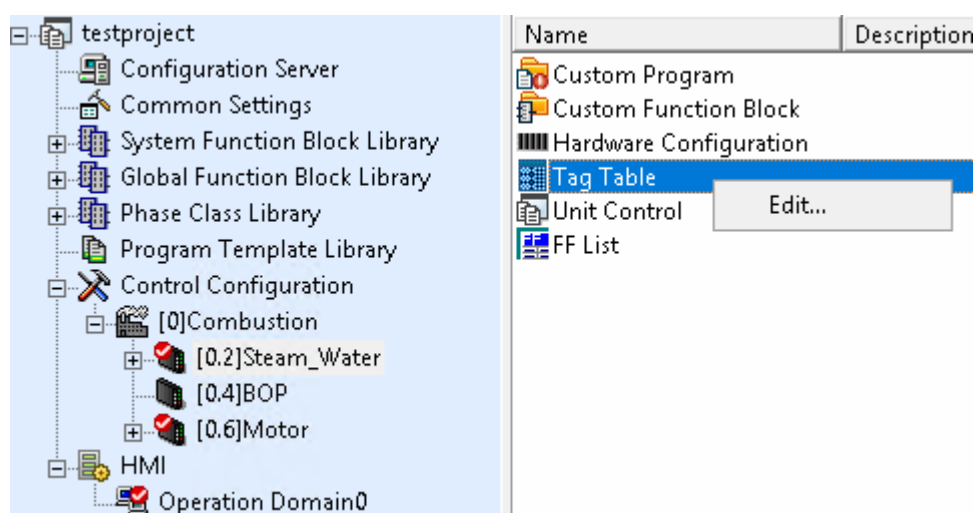 testproject
Configuration Server
Common Settings
System Function Block Library
Global Function Block Library
Phase Class Library
Program Template Library
Control Configuration
[0]Combustion
[0.2]Steam_Water
[0.4]BOP
[0.6]Motor
HMI
Operation Domain0
Name Description
Custom Program
Custom Function Block
Hardware Configuration
Tag Table
Edit...
Unit Control
FF List